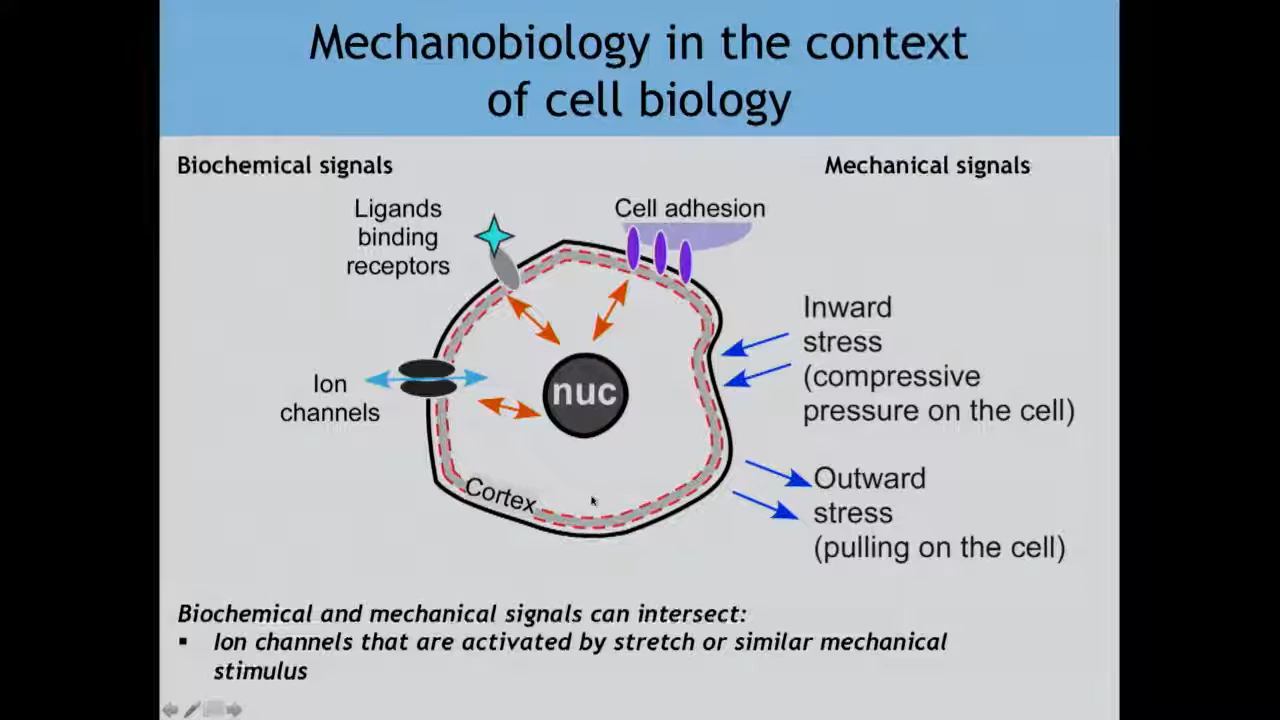 Mechanobiology in the context
of cell biology
Biochemical signals
Mechanical signals
Ligands
binding
receptors
Cell adhesion
Ion
channels
nuc
Cortex
Inward
stress
(compressive
pressure on the cell)
Outward
stress
(pulling on the cell)
Biochemical and mechanical signals can intersect:
▪ Ion channels that are activated by stretch or similar mechanical
stimulus